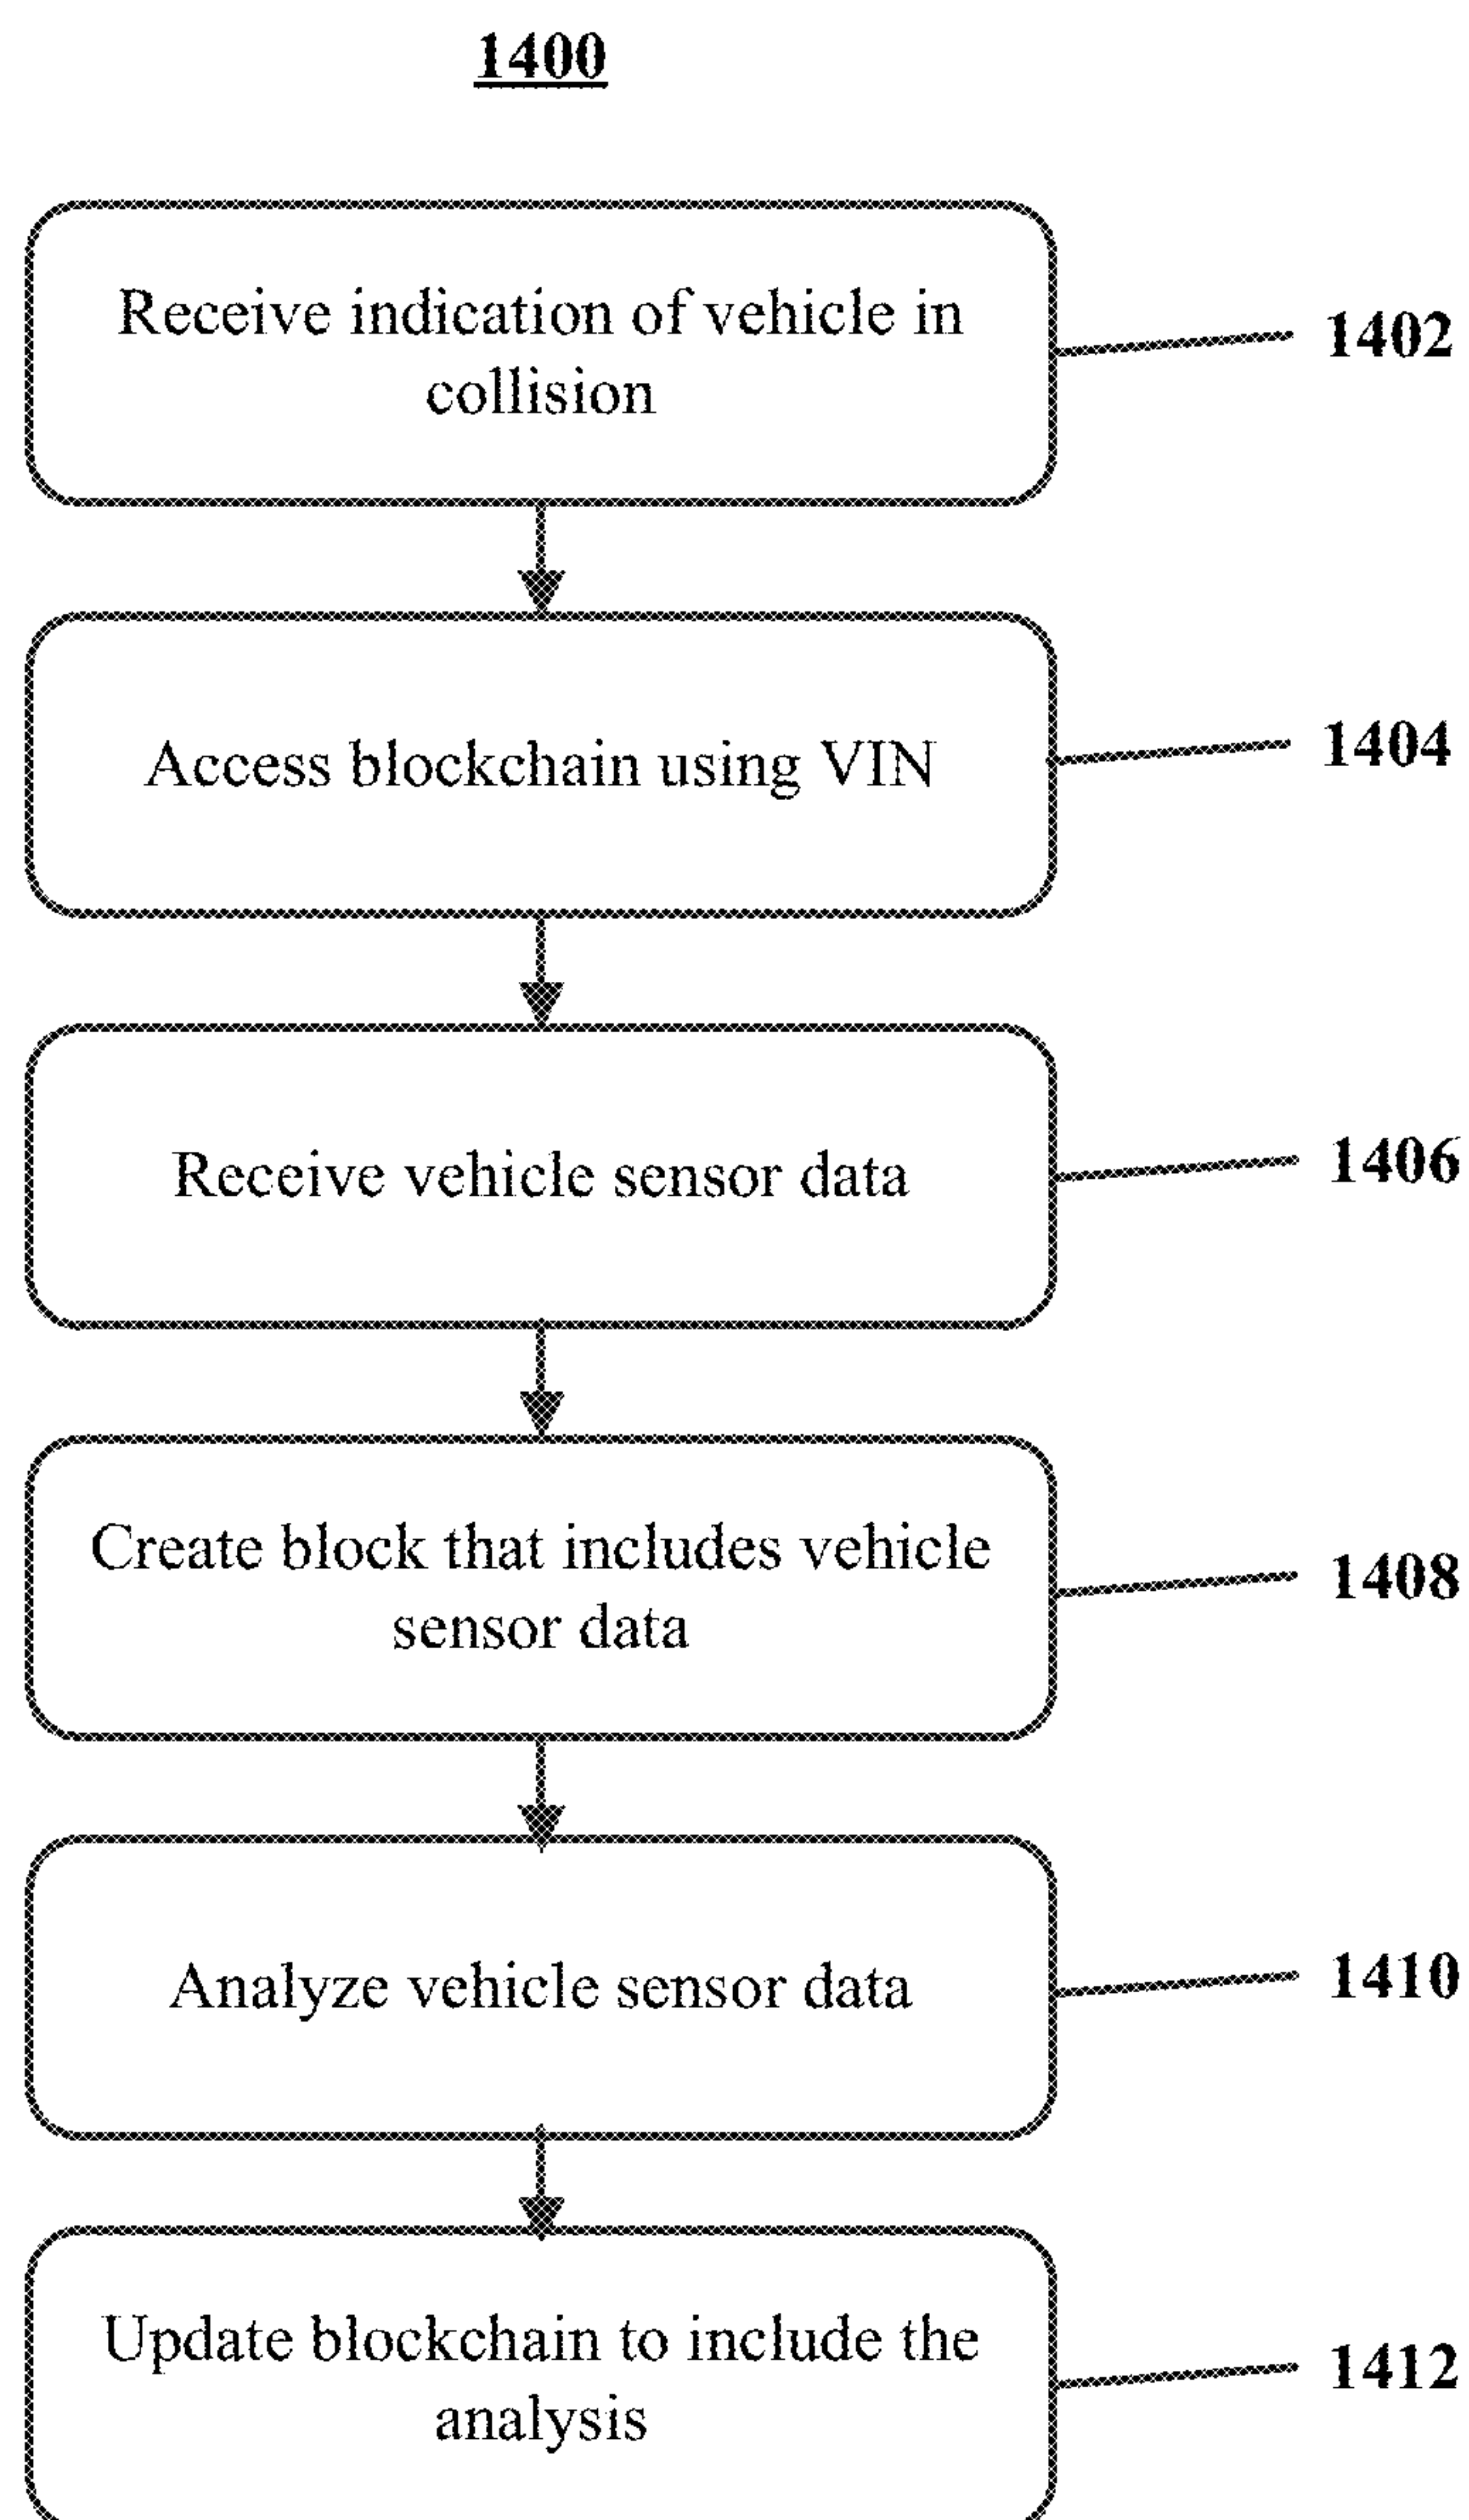 1400
Receive indication of vehicle in
collision
1402
Access blockchain using VIN
1404
Receive vehicle sensor data
1406
Create block that includes vehicle
sensor data
1408
Analyze vehicle sensor data
1410
Update blockchain to include the
analysis
1412